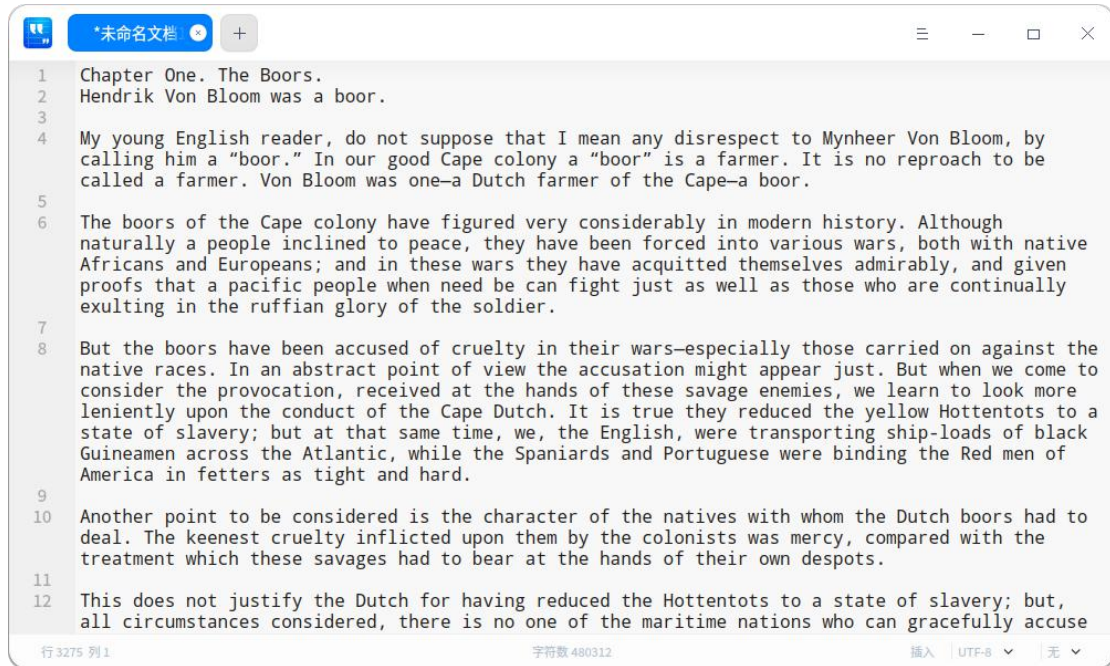 *未命名文档
1 Chapter One. The Boors.
2 Hendrik Von Bloom was a boor.
3
4 My young English reader, do not suppose that I mean any disrespect to Mynheer Von Bloom, by
calling him a “boor.” In our good Cape colony a “boor” is a farmer. It is no reproach to be
called a farmer. Von Bloom was one—a Dutch farmer of the Cape—a boor.
5
6 The boors of the Cape colony have figured very considerably in modern history. Although
naturally a people inclined to peace, they have been forced into various wars, both with native
Africans and Europeans; and in these wars they have acquitted themselves admirably, and given
proofs that a pacific people when need be can fight just as well as those who are continually
exulting in the ruffian glory of the soldier.
7
8 But the boors have been accused of cruelty in their wars—especially those carried on against the
native races. In an abstract point of view the accusation might appear just. But when we come to
consider the provocation, received at the hands of these savage enemies, we learn to look more
leniently upon the conduct of the Cape Dutch. It is true they reduced the yellow Hottentots to a
state of slavery; but at that same time, we, the English, were transporting ship-loads of black
Guineamen across the Atlantic, while the Spaniards and Portuguese were binding the Red men of
America in fetters as tight and hard.
9
10 Another point to be considered is the character of the natives with whom the Dutch boors had to
deal. The keenest cruelty inflicted upon them by the colonists was mercy, compared with the
treatment which these savages had to bear at the hands of their own despots.
11
12 This does not justify the Dutch for having reduced the Hottentots to a state of slavery; but,
all circumstances considered, there is no one of the maritime nations who can gracefully accuse
行 3275 列 1 字符数 480312 插入 UTF-8 无